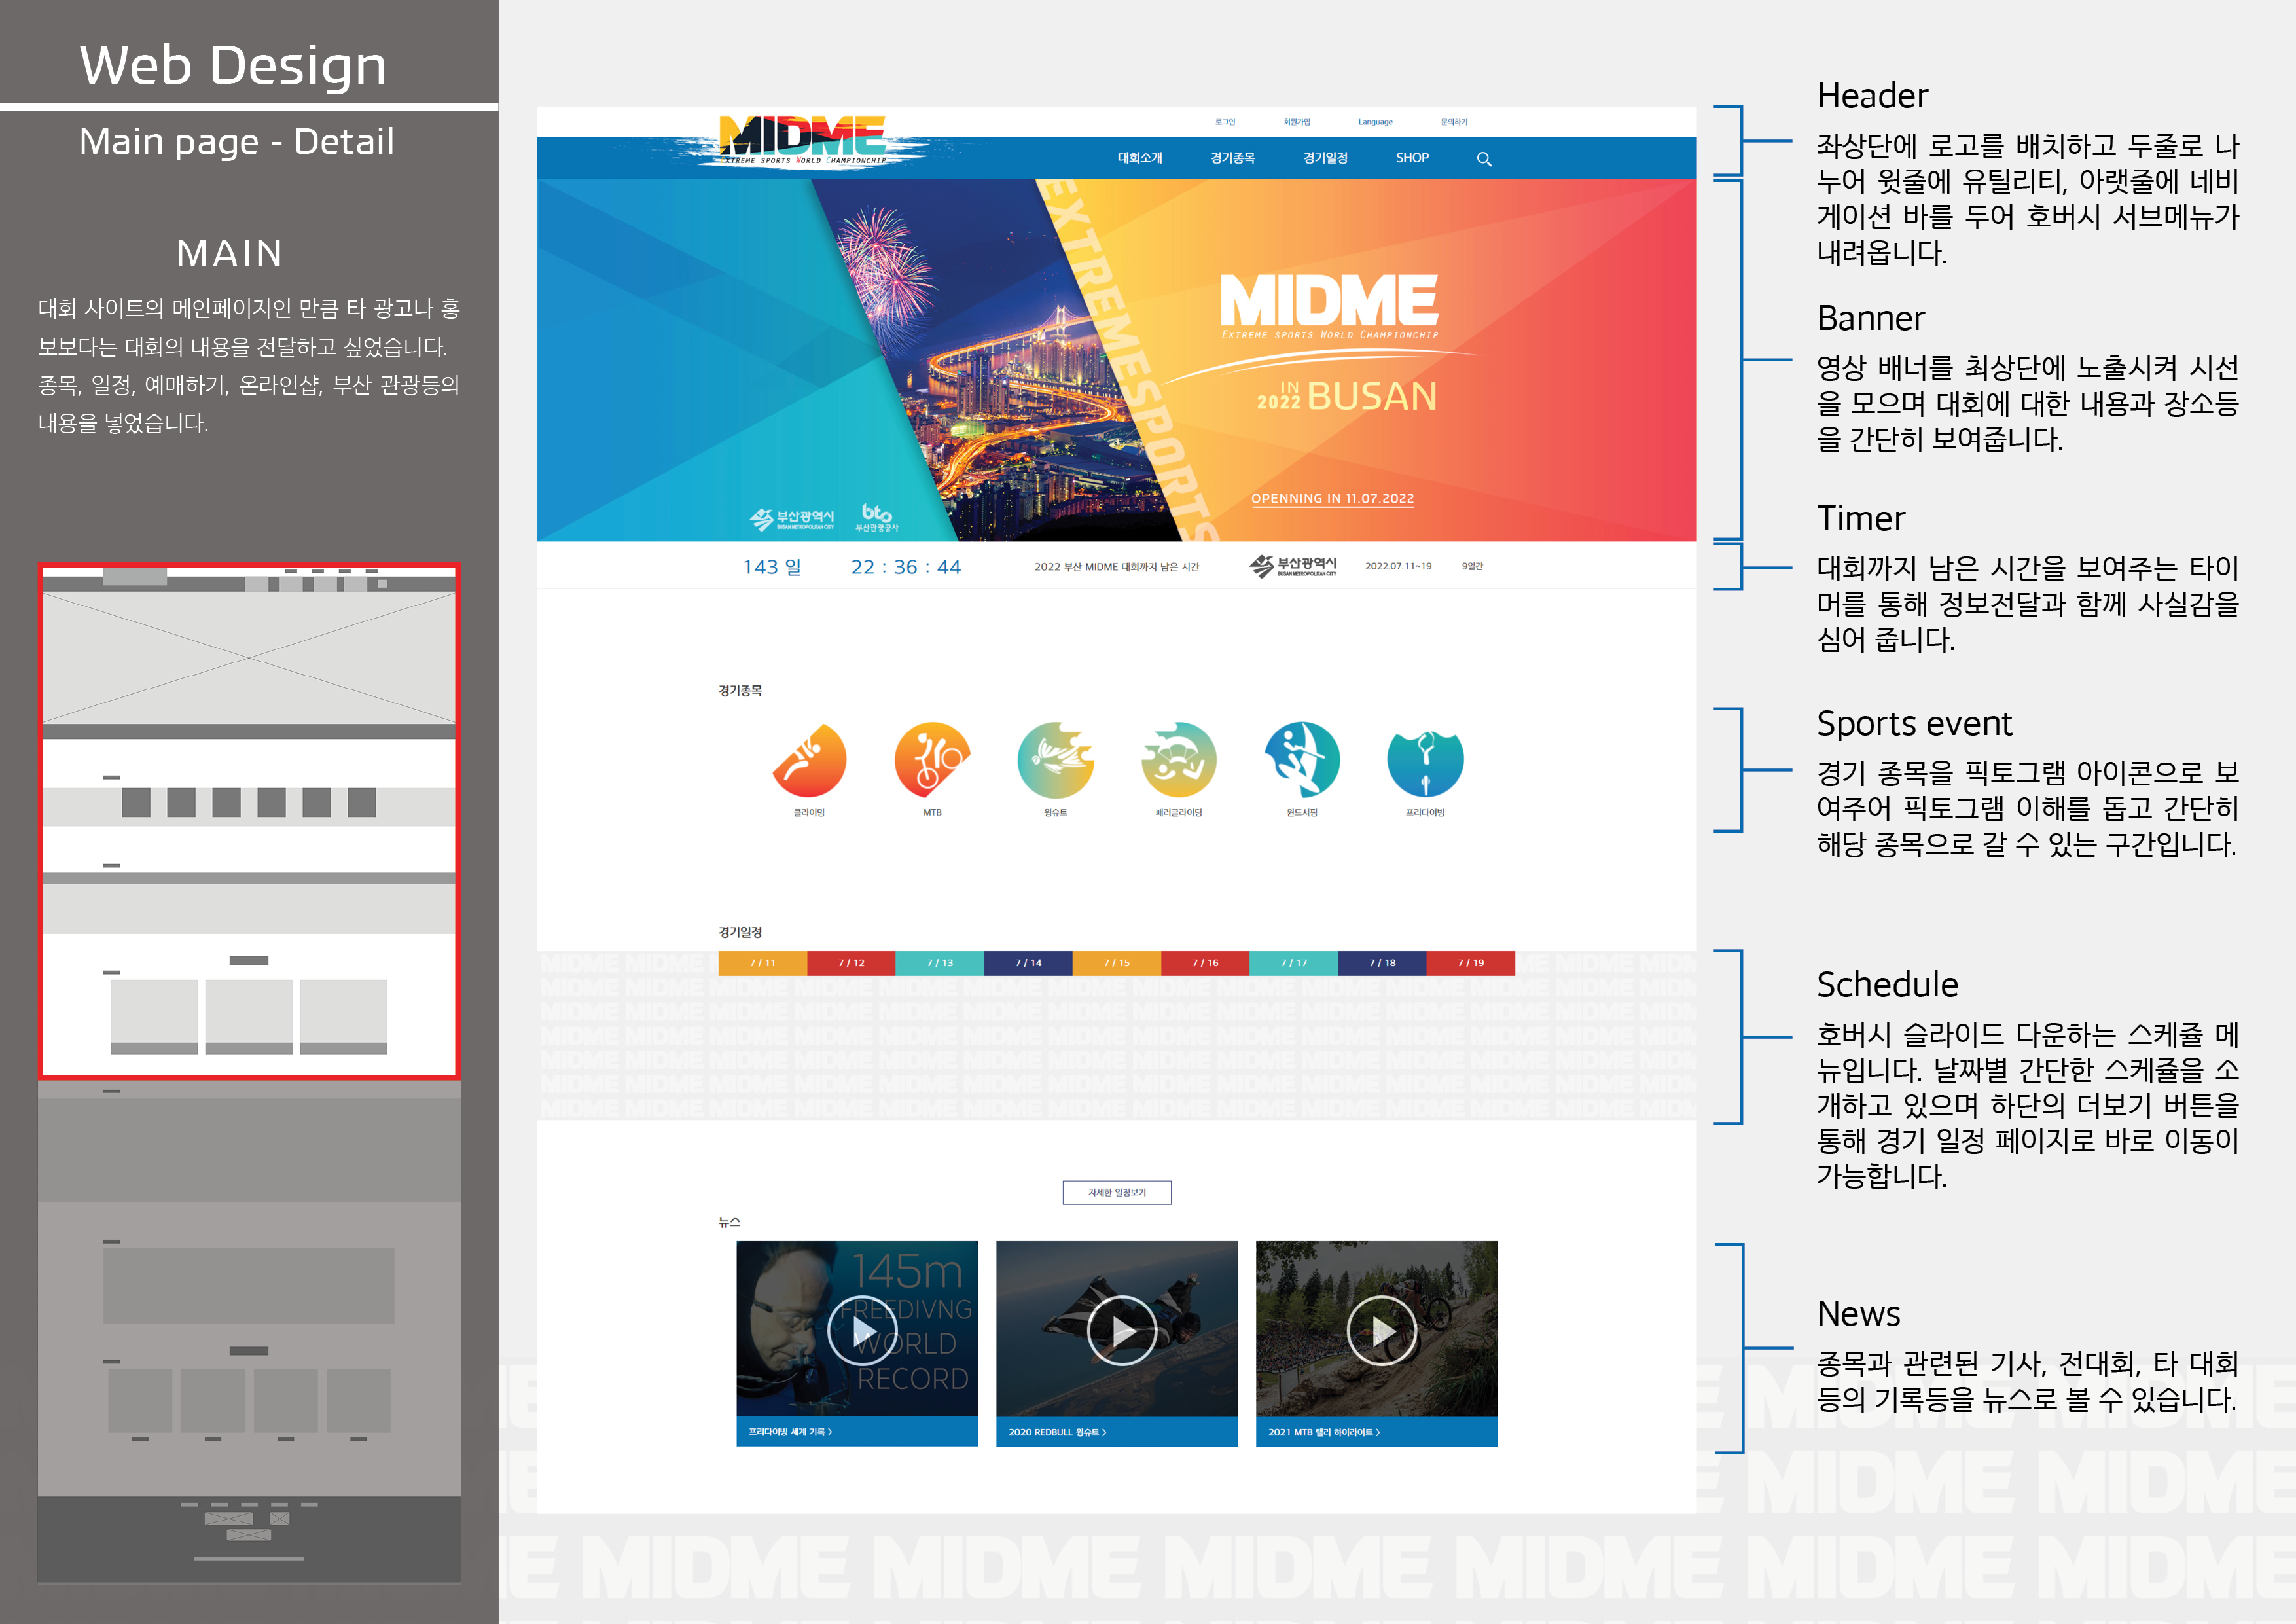 Web Design
Main page - Detail
MAIN
대회 사이트의 메인페이지인 만큼 타 광고나 홍
보보다는 대회의 내용을 전달하고 싶었습니다.
종목, 일정, 예매하기, 온라인샵, 부산 관광등의
내용을 넣었습니다.
MIDME
EXTREME SPORTS WORLD CHAMPIONCHIP
로그인 회원가입 Language 문의하기
대회소개 경기종목 경기일정 SHOP
EXTREMESPORTS
MIDME
EXTREME SPORTS WORLD CHAMPIONCHIP
IN
2022 BUSAN
OPENNING IN 11.07.2022
부산광역시
BUSAN METROPOLITAN CITY
bto
부산관광공사
143 일 22 : 36 : 44 2022 부산 MIDME 대회까지 남은 시간 부산광역시 2022.07.11~19 9일간
BUSAN METROPOLITAN CITY
경기종목
클라이밍 MTB 윙슈트 패러글라이딩 윈드서핑 프리다이빙
경기일정
7 / 11 7 / 12 7 / 13 7 / 14 7 / 15 7 / 16 7 / 17 7 / 18 7 / 19
자세한 일정보기
뉴스
145m
FREEDIVNG
WORLD
RECORD
프리다이빙 세계 기록 >
2020 REDBULL 윙슈트 >
2021 MTB 랠리 하이라이트 >
Header
좌상단에 로고를 배치하고 두줄로 나
누어 윗줄에 유틸리티, 아랫줄에 네비
게이션 바를 두어 호버시 서브메뉴가
내려옵니다.
Banner
영상 배너를 최상단에 노출시켜 시선
을 모으며 대회에 대한 내용과 장소등
을 간단히 보여줍니다.
Timer
대회까지 남은 시간을 보여주는 타이
머를 통해 정보전달과 함께 사실감을
심어 줍니다.
Sports event
경기 종목을 픽토그램 아이콘으로 보
여주어 픽토그램 이해를 돕고 간단히
해당 종목으로 갈 수 있는 구간입니다.
Schedule
호버시 슬라이드 다운하는 스케쥴 메
뉴입니다. 날짜별 간단한 스케쥴을 소
개하고 있으며 하단의 더보기 버튼을
통해 경기 일정 페이지로 바로 이동이
가능합니다.
News
종목과 관련된 기사, 전대회, 타 대회
등의 기록등을 뉴스로 볼 수 있습니다.
MIDME MIDME
MIDME MIDME
MIDME MIDME MIDME MIDME MIDME MIDME